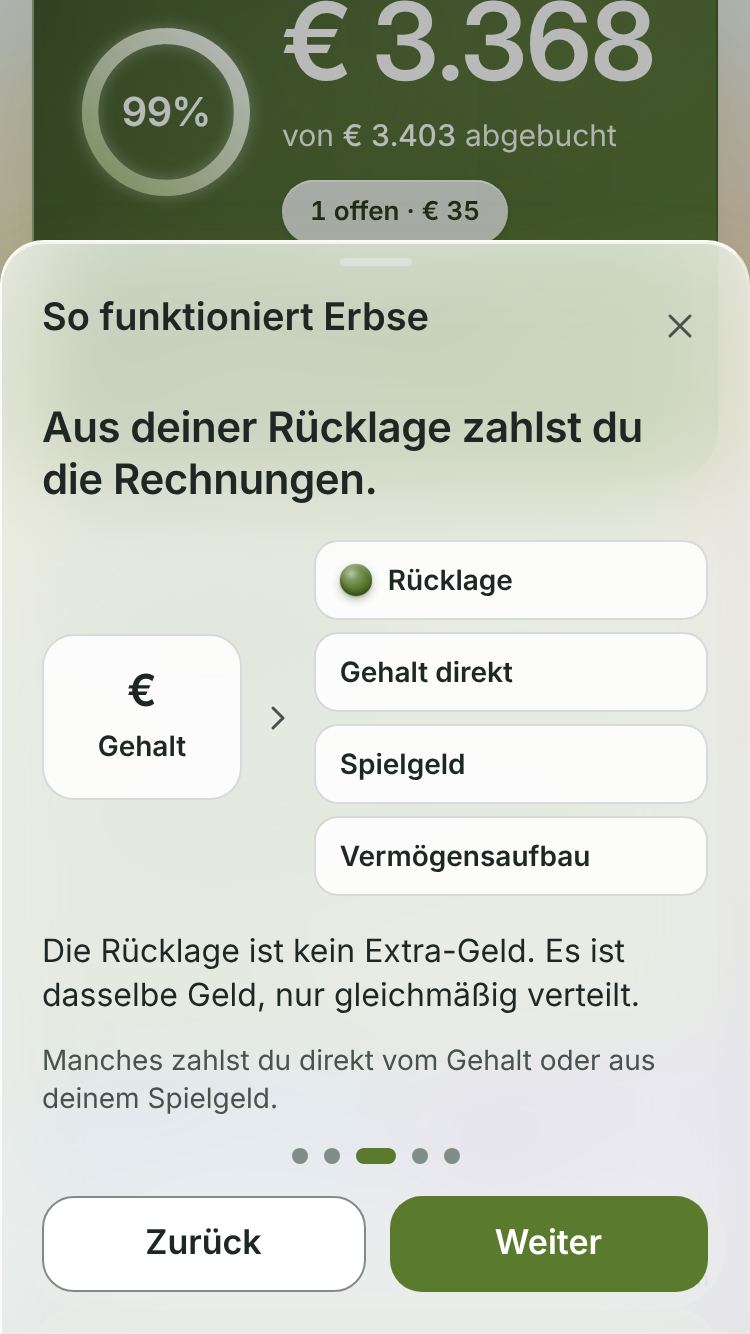 € 3.368
99%
von € 3.403 abgebucht
1 offen · € 35
So funktioniert Erbse
Aus deiner Rücklage zahlst du
die Rechnungen.
Rücklage
Gehalt direkt
€
Gehalt
Spielgeld
Vermögensaufbau
Die Rücklage ist kein Extra-Geld. Es ist
dasselbe Geld, nur gleichmäßig verteilt.
Manches zahlst du direkt vom Gehalt oder aus
deinem Spielgeld.
Zurück
Weiter